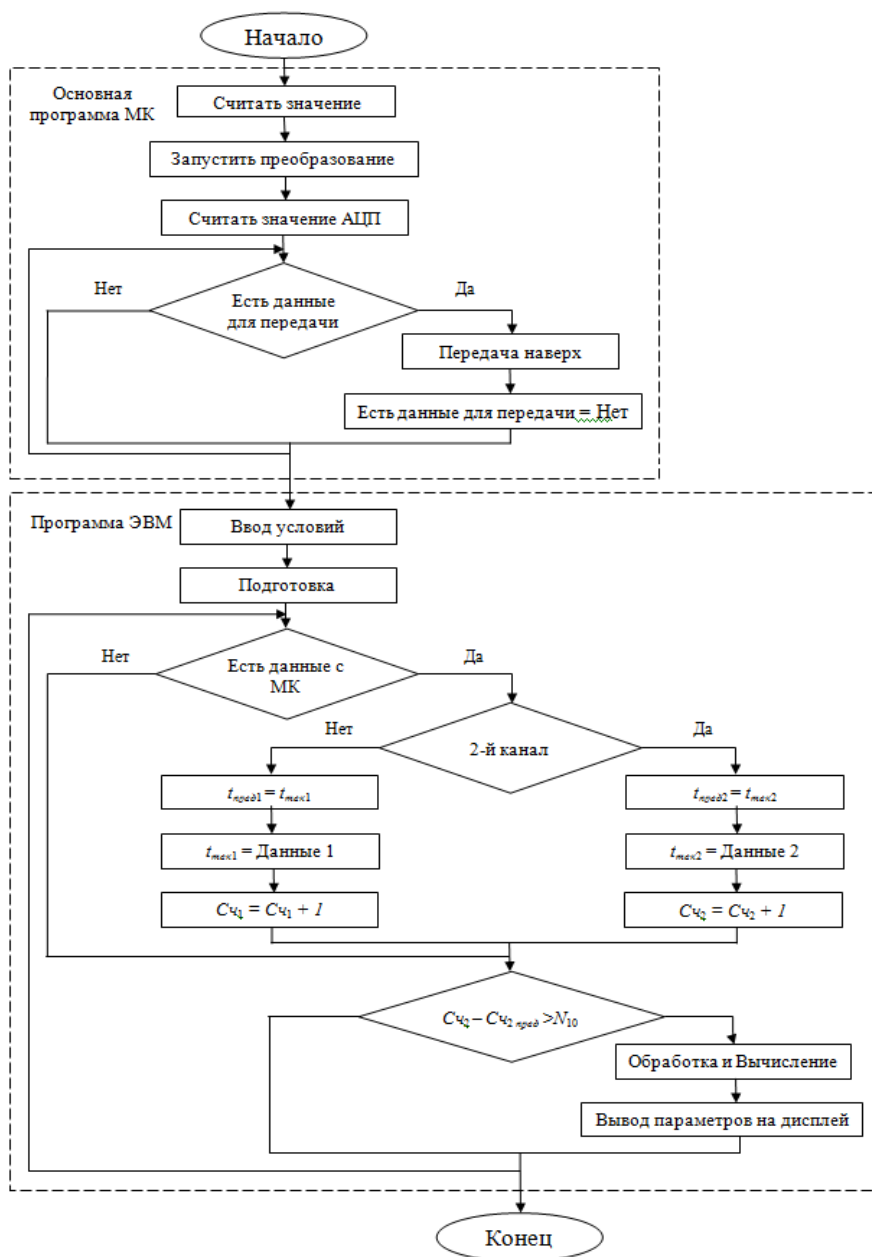 Начало
Основная
программа МК
Считать значение
Запустить преобразование
Считать значение АЦП
Нет
Да
Есть данные
для передачи
Передача наверх
Есть данные для передачи = Нет
Программа ЭВМ
Ввод условий
Подготовка
Нет
Есть данные с
МК
Да
Нет
2-й канал
Да
tпред1 = tтек1
tпред2 = tтек2
tтек1 = Данные 1
tтек2 = Данные 2
Сч1 = Сч1 + 1
Сч2 = Сч2 + 1
Сч2 – Сч2 пред >N10
Обработка и Вычисление
Вывод параметров на дисплей
Конец